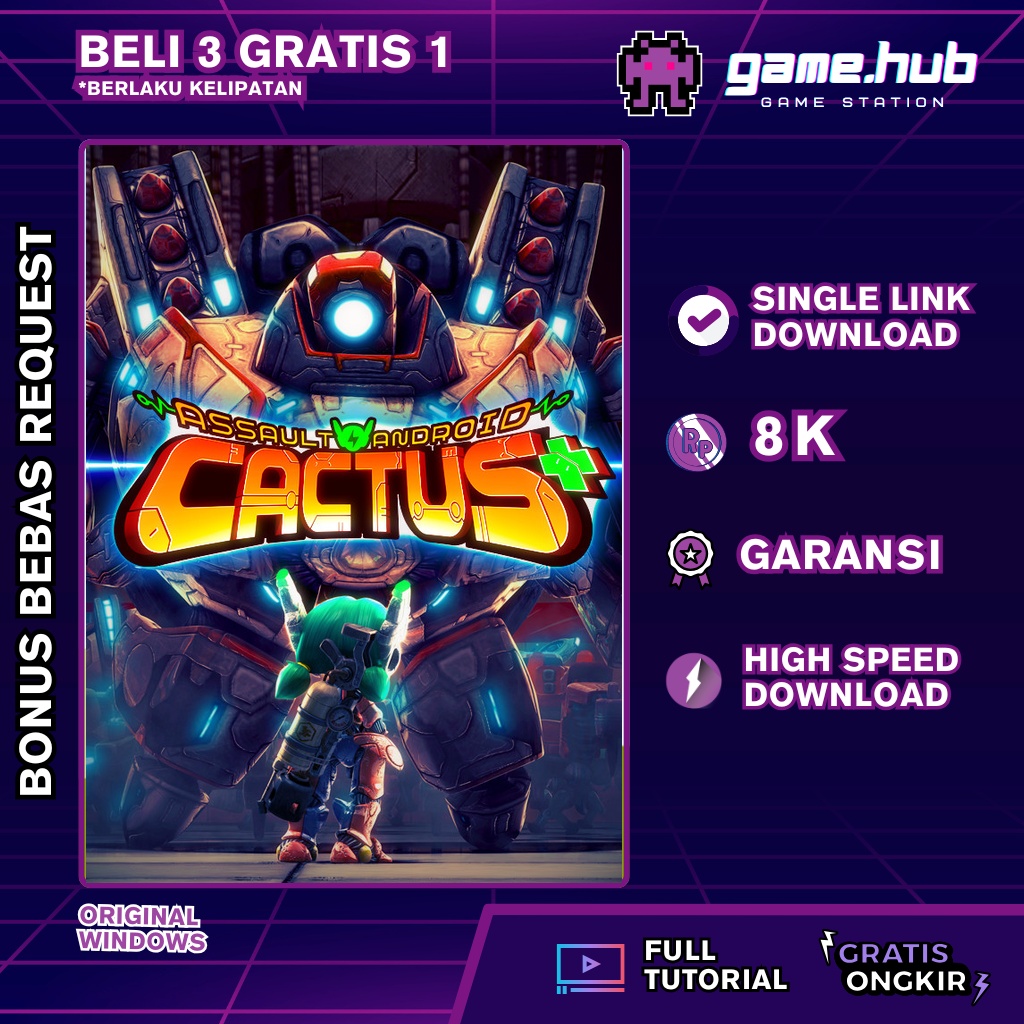 BELI 3 GRATIS 1
*BERLAKU KELIPATAN
game.hub
GAME STATION
BONUS BEBAS REQUEST
ASSAULT ANDROID
CACTUS+
SINGLE LINK
DOWNLOAD
Rp
8K
GARANSI
HIGH SPEED
DOWNLOAD
ORIGINAL
WINDOWS
FULL
TUTORIAL
GRATIS
ONGKIR